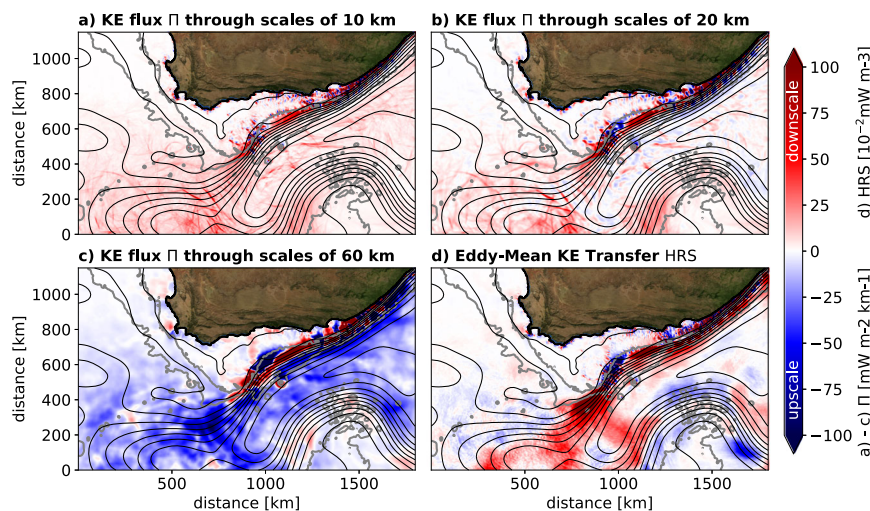 a) KE flux Π through scales of 10 km
b) KE flux Π through scales of 20 km
distance [km]
1000
800
600
400
200
0
c) KE flux Π through scales of 60 km
d) Eddy-Mean KE Transfer HRS
distance [km]
1000
800
600
400
200
0
500
1000
1500
distance [km]
500
1000
1500
distance [km]
100
75
50
25
0
−25
−50
−75
−100
downscale
upscale
a) - c) Π [mW m-2 km-1]
d) HRS [10⁻²mW m-3]